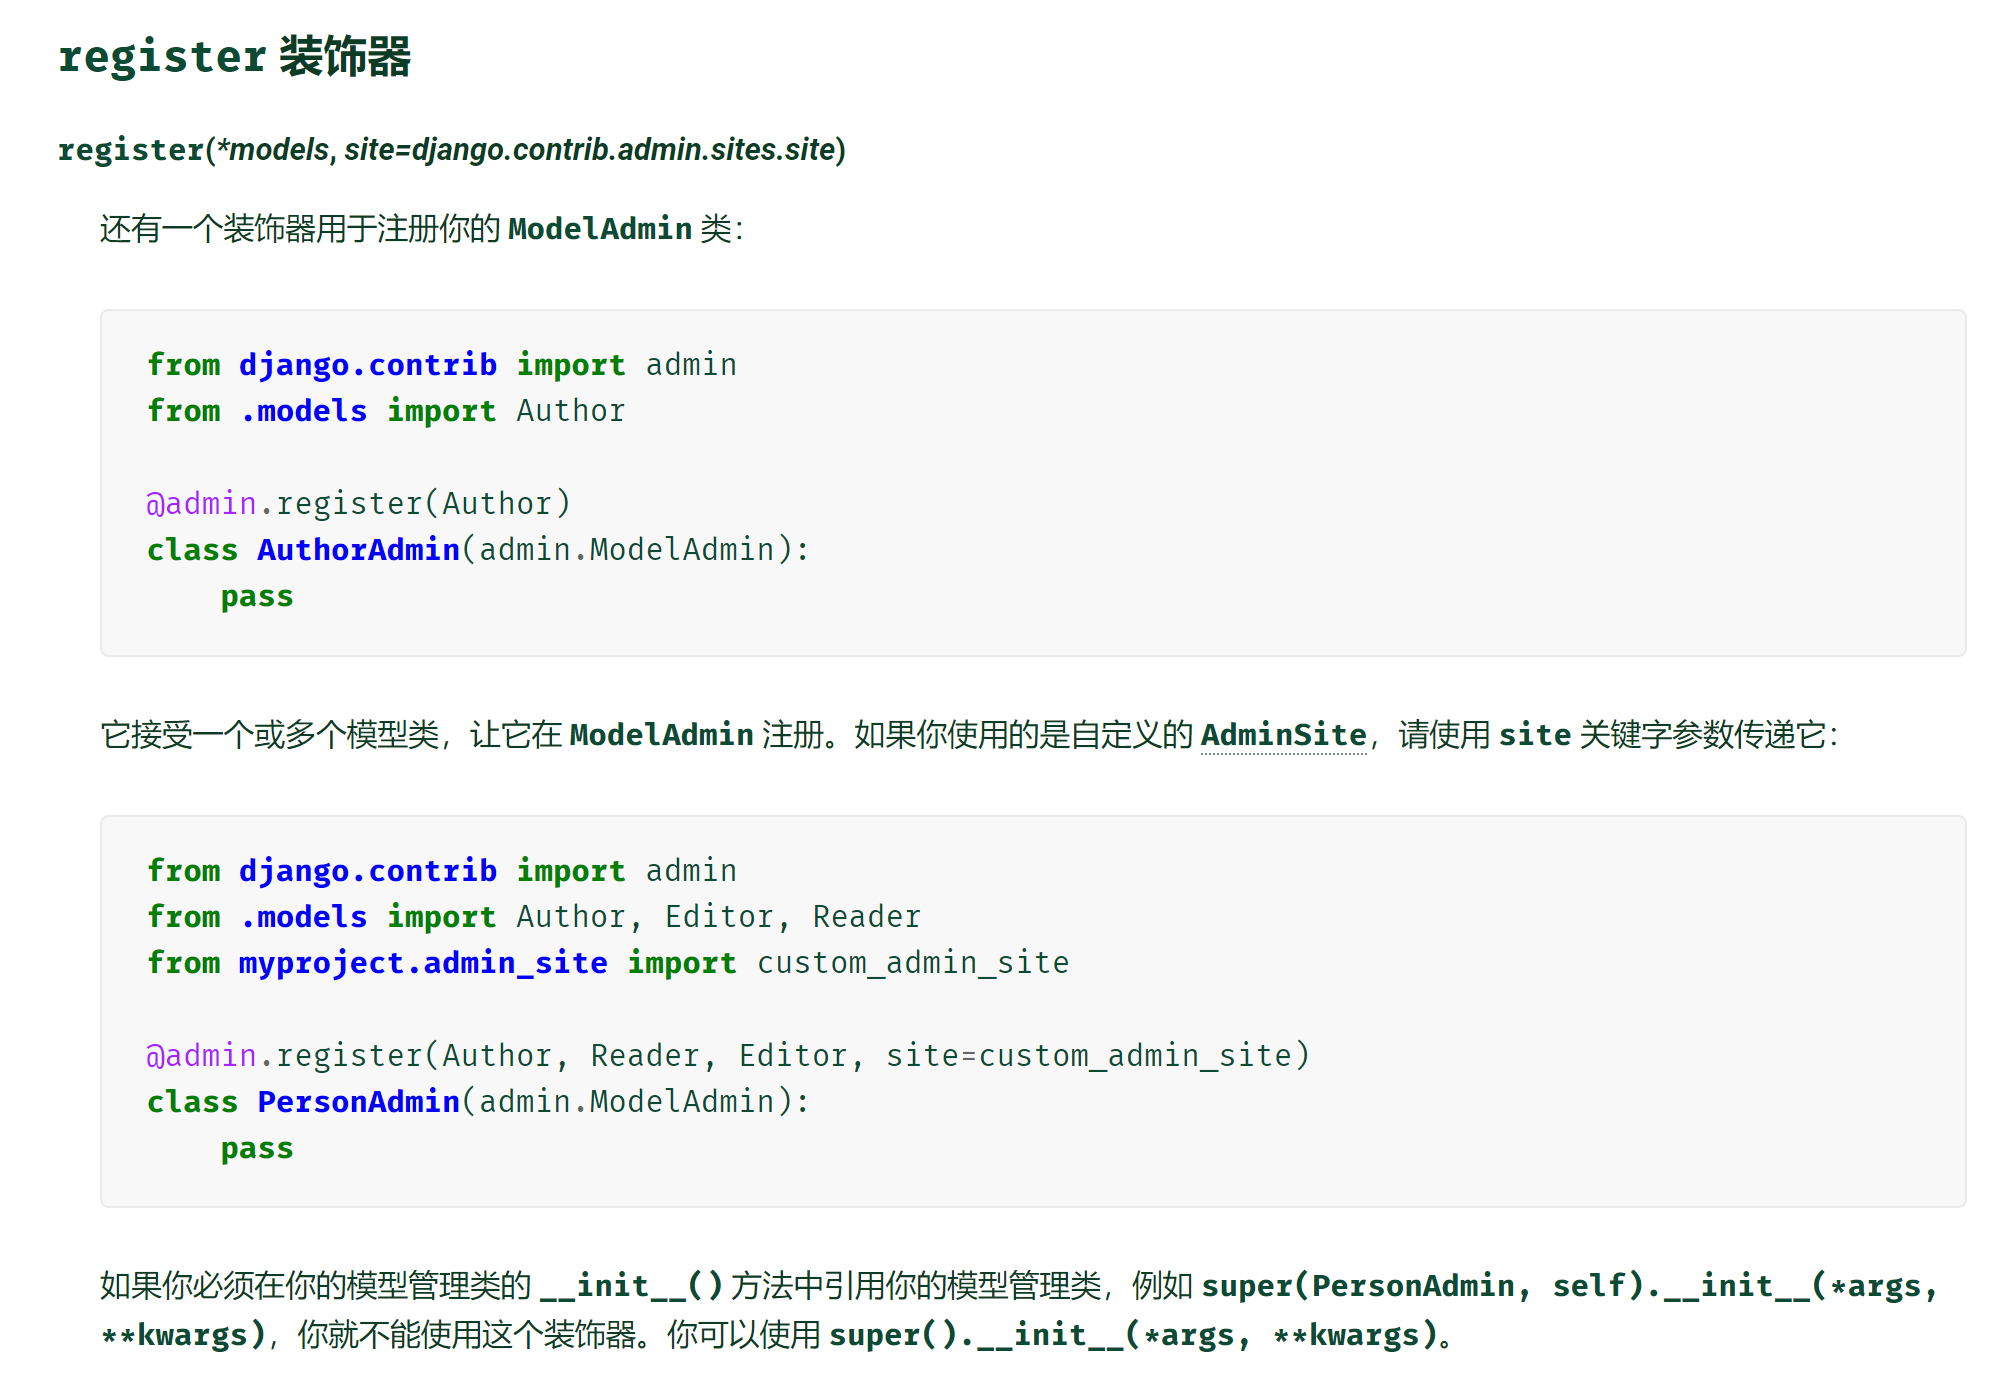 register 装饰器
register(*models, site=django.contrib.admin.sites.site)
还有一个装饰器用于注册你的 ModelAdmin 类：
from django.contrib import admin
from .models import Author
@admin.register(Author)
class AuthorAdmin(admin.ModelAdmin):
    pass
它接受一个或多个模型类，让它在 ModelAdmin 注册。如果你使用的是自定义的 AdminSite，请使用 site 关键字参数传递它：
from django.contrib import admin
from .models import Author, Editor, Reader
from myproject.admin_site import custom_admin_site
@admin.register(Author, Reader, Editor, site=custom_admin_site)
class PersonAdmin(admin.ModelAdmin):
    pass
如果你必须在你的模型管理类的 __init__() 方法中引用你的模型管理类，例如 super(PersonAdmin, self).__init__(*args,
**kwargs)，你就不能使用这个装饰器。你可以使用 super().__init__(*args, **kwargs)。